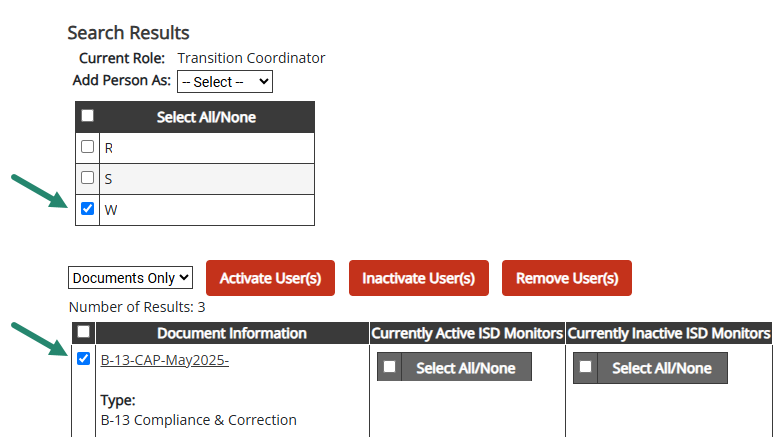 Search Results
Current Role: Transition Coordinator
Add Person As: -- Select --
Select All/None
R
S
W
Documents Only Activate User(s) Inactivate User(s) Remove User(s)
Number of Results: 3
Document Information Currently Active ISD Monitors Currently Inactive ISD Monitors
B-13-CAP-May2025- Select All/None Select All/None
Type:
B-13 Compliance & Correction